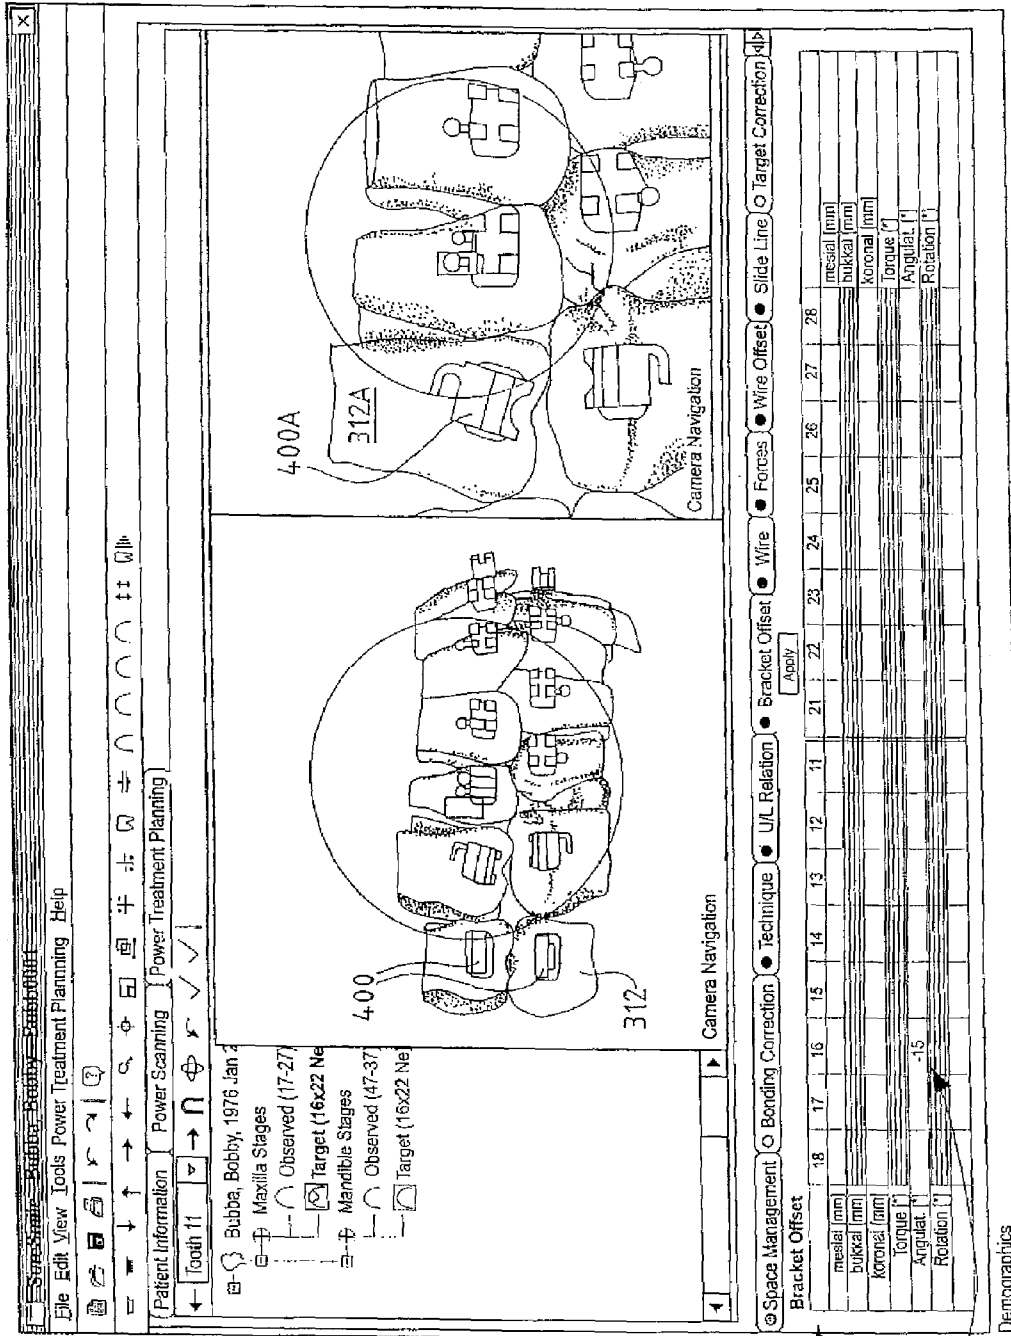 File Edit View Tools Power Treatment Plannning Help
Patient Information Power Scanning Power Treatment Planning
Tooth 11
Bubba, Bobby, 1976 Jan 2
Maxilla Stages
Observed (17-27)
Target (16x22 Ne
Mandible Stages
Observed (47-37)
Target (16x22 Ne
400
312
Camera Navigation
400A
312A
Camera Navigation
Space Management Bonding Correction Technique U/L Relation Bracket Offset Wire Forces Wire Offset Slide Line Target Correction
Bracket Offset
Apply
18 17 16 15 14 13 12 11 21 22 23 24 25 26 27 28
mesial (mm) mesial (mm)
bukkal (mm) bukkal (mm)
koronal (mm) koronal (mm)
Torque (°) Torque (°)
Angulat. (°) -15 Angulat. (°)
Rotation (°) Rotation (°)
Demographics